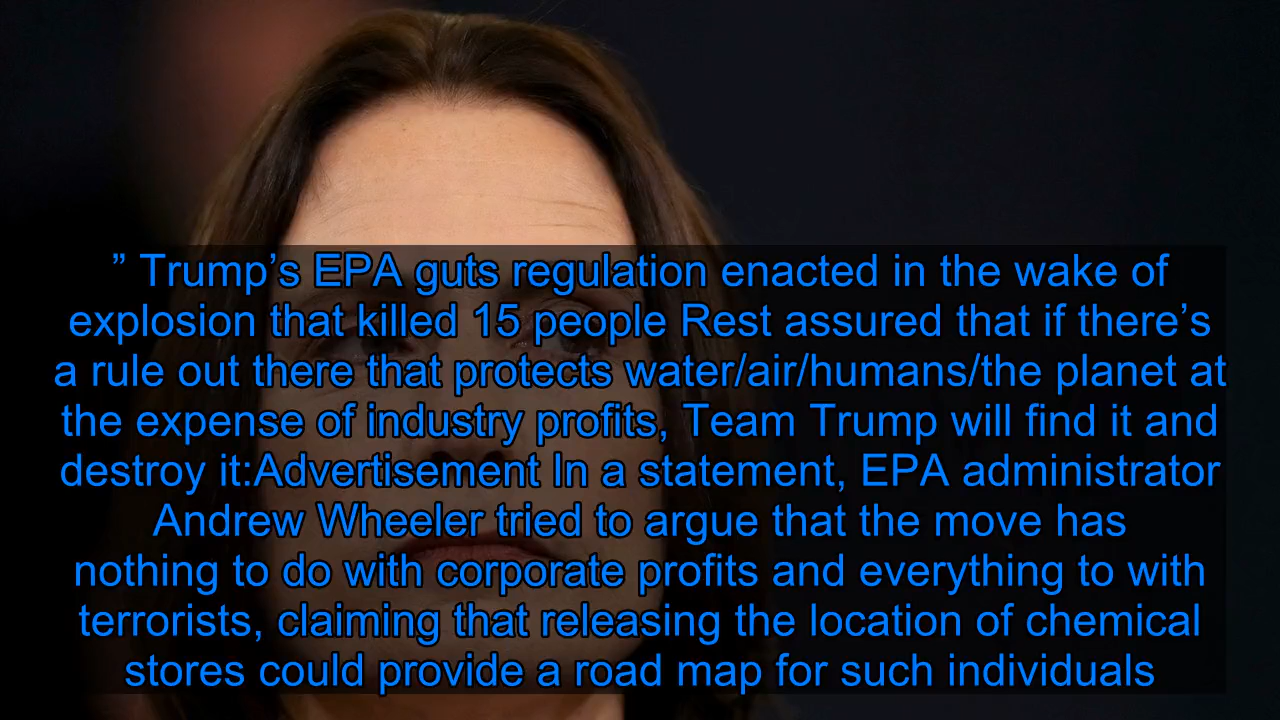 ” Trump’s EPA guts regulation enacted in the wake of
explosion that killed 15 people Rest assured that if there’s
a rule out there that protects water/air/humans/the planet at
the expense of industry profits, Team Trump will find it and
destroy it:Advertisement In a statement, EPA administrator
Andrew Wheeler tried to argue that the move has
nothing to do with corporate profits and everything to with
terrorists, claiming that releasing the location of chemical
stores could provide a road map for such individuals